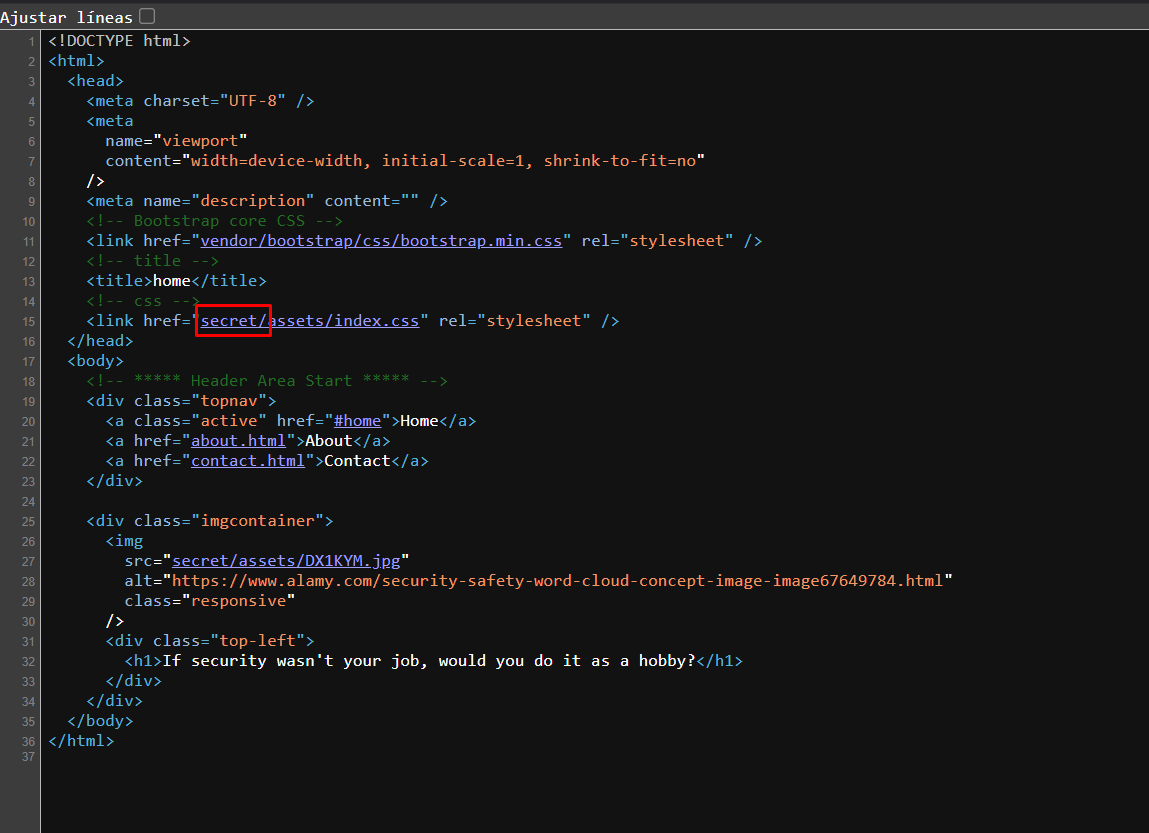 Ajustar líneas
1 <!DOCTYPE html>
2 <html>
3 <head>
4 <meta charset="UTF-8" />
5 <meta
6 name="viewport"
7 content="width=device-width, initial-scale=1, shrink-to-fit=no"
8 />
9 <meta name="description" content="" />
10 <!-- Bootstrap core CSS -->
11 <link href="vendor/bootstrap/css/bootstrap.min.css" rel="stylesheet" />
12 <!-- title -->
13 <title>home</title>
14 <!-- css -->
15 <link href="secret/assets/index.css" rel="stylesheet" />
16 </head>
17 <body>
18 <!-- ***** Header Area Start ***** -->
19 <div class="topnav">
20 <a class="active" href="#home">Home</a>
21 <a href="about.html">About</a>
22 <a href="contact.html">Contact</a>
23 </div>
24
25 <div class="imgcontainer">
26 <img
27 src="secret/assets/DX1KYM.jpg"
28 alt="https://www.alamy.com/security-safety-word-cloud-concept-image-image67649784.html"
29 class="responsive"
30 />
31 <div class="top-left">
32 <h1>If security wasn't your job, would you do it as a hobby?</h1>
33 </div>
34 </div>
35 </body>
36 </html>
37